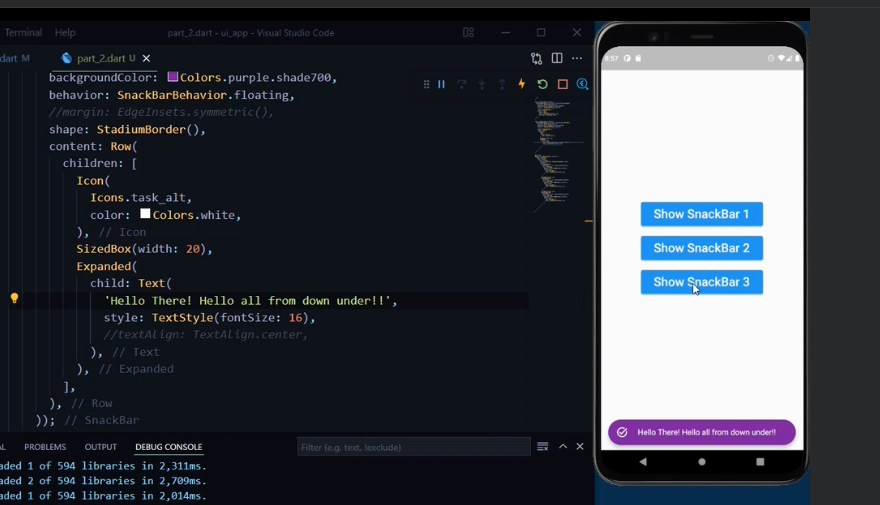 Terminal Help part_2.dart - ui_app - Visual Studio Code
dart M part_2.dart U
backgroundColor: Colors.purple.shade700,
behavior: SnackBarBehavior.floating,
//margin: EdgeInsets.symmetric(),
shape: StadiumBorder(),
content: Row(
children: [
Icon(
Icons.task_alt,
color: Colors.white,
), // Icon
SizedBox(width: 20),
Expanded(
child: Text(
'Hello There! Hello all from down under!!',
style: TextStyle(fontSize: 16),
//textAlign: TextAlign.center,
), // Text
), // Expanded
],
), // Row
)); // SnackBar
AL PROBLEMS OUTPUT DEBUG CONSOLE Filter (e.g. text, !exclude)
aded 1 of 594 libraries in 2,311ms.
aded 2 of 594 libraries in 2,709ms.
aded 1 of 594 libraries in 2,014ms.
Show SnackBar 1
Show SnackBar 2
Show SnackBar 3
Hello There! Hello all from down under!!